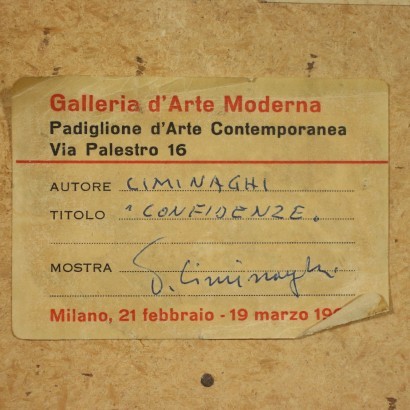 Galleria d'Arte Moderna
Padiglione d'Arte Contemporanea
Via Palestro 16
AUTORE CIMINAGHI
TITOLO "CONFIDENZE.
MOSTRA G. Ciminaghi
Milano, 21 febbraio - 19 marzo